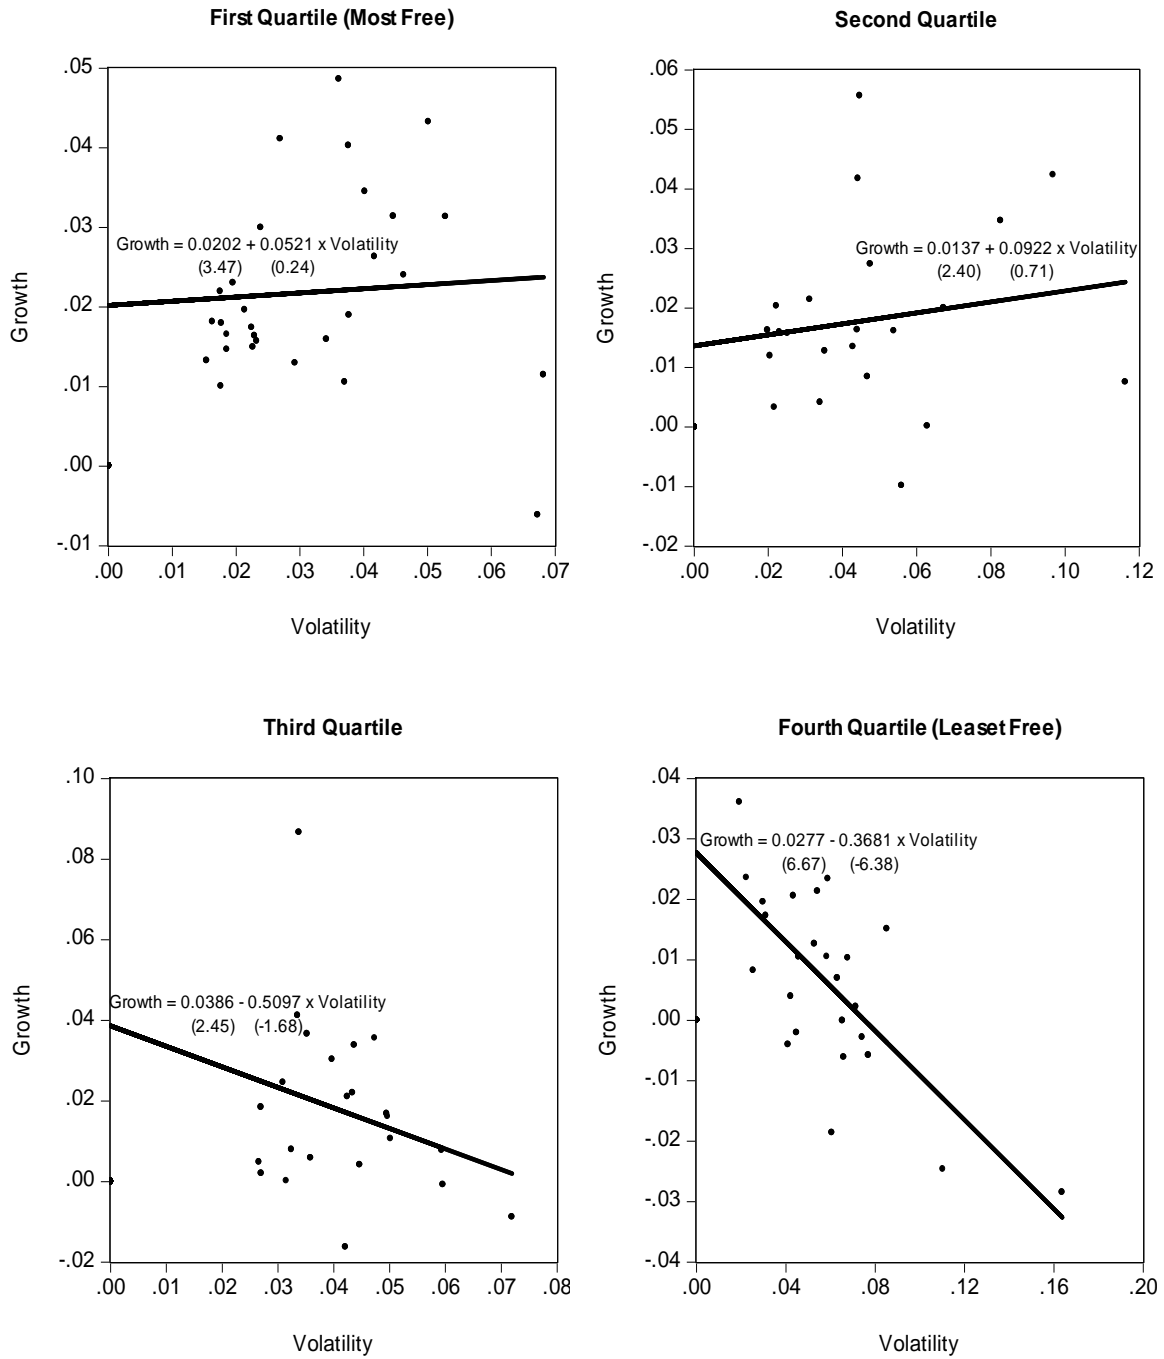 First Quartile (Most Free)
.05
.04
.03
.02
.01
.00
-.01
Growth
Growth = 0.0202 + 0.0521 x Volatility
(3.47) (0.24)
.00 .01 .02 .03 .04 .05 .06 .07
Volatility
Second Quartile
.06
.05
.04
.03
.02
.01
.00
-.01
-.02
Growth
Growth = 0.0137 + 0.0922 x Volatility
(2.40) (0.71)
.00 .02 .04 .06 .08 .10 .12
Volatility
Third Quartile
.10
.08
.06
.04
.02
.00
-.02
Growth
Growth = 0.0386 - 0.5097 x Volatility
(2.45) (-1.68)
.00 .01 .02 .03 .04 .05 .06 .07 .08
Volatility
Fourth Quartile (Leaset Free)
.04
.03
.02
.01
.00
-.01
-.02
-.03
-.04
Growth
Growth = 0.0277 - 0.3681 x Volatility
(6.67) (-6.38)
.00 .04 .08 .12 .16 .20
Volatility